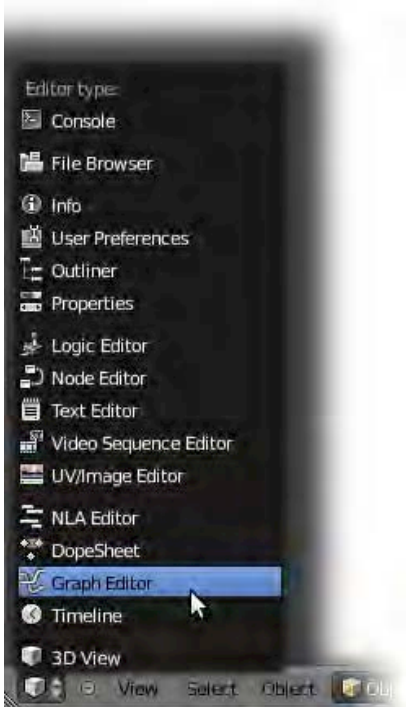 Editor type:
Console
File Browser
Info
User Preferences
Outliner
Properties
Logic Editor
Node Editor
Text Editor
Video Sequence Editor
UV/Image Editor
NLA Editor
DopeSheet
Graph Editor
Timeline
3D View
View Select Object